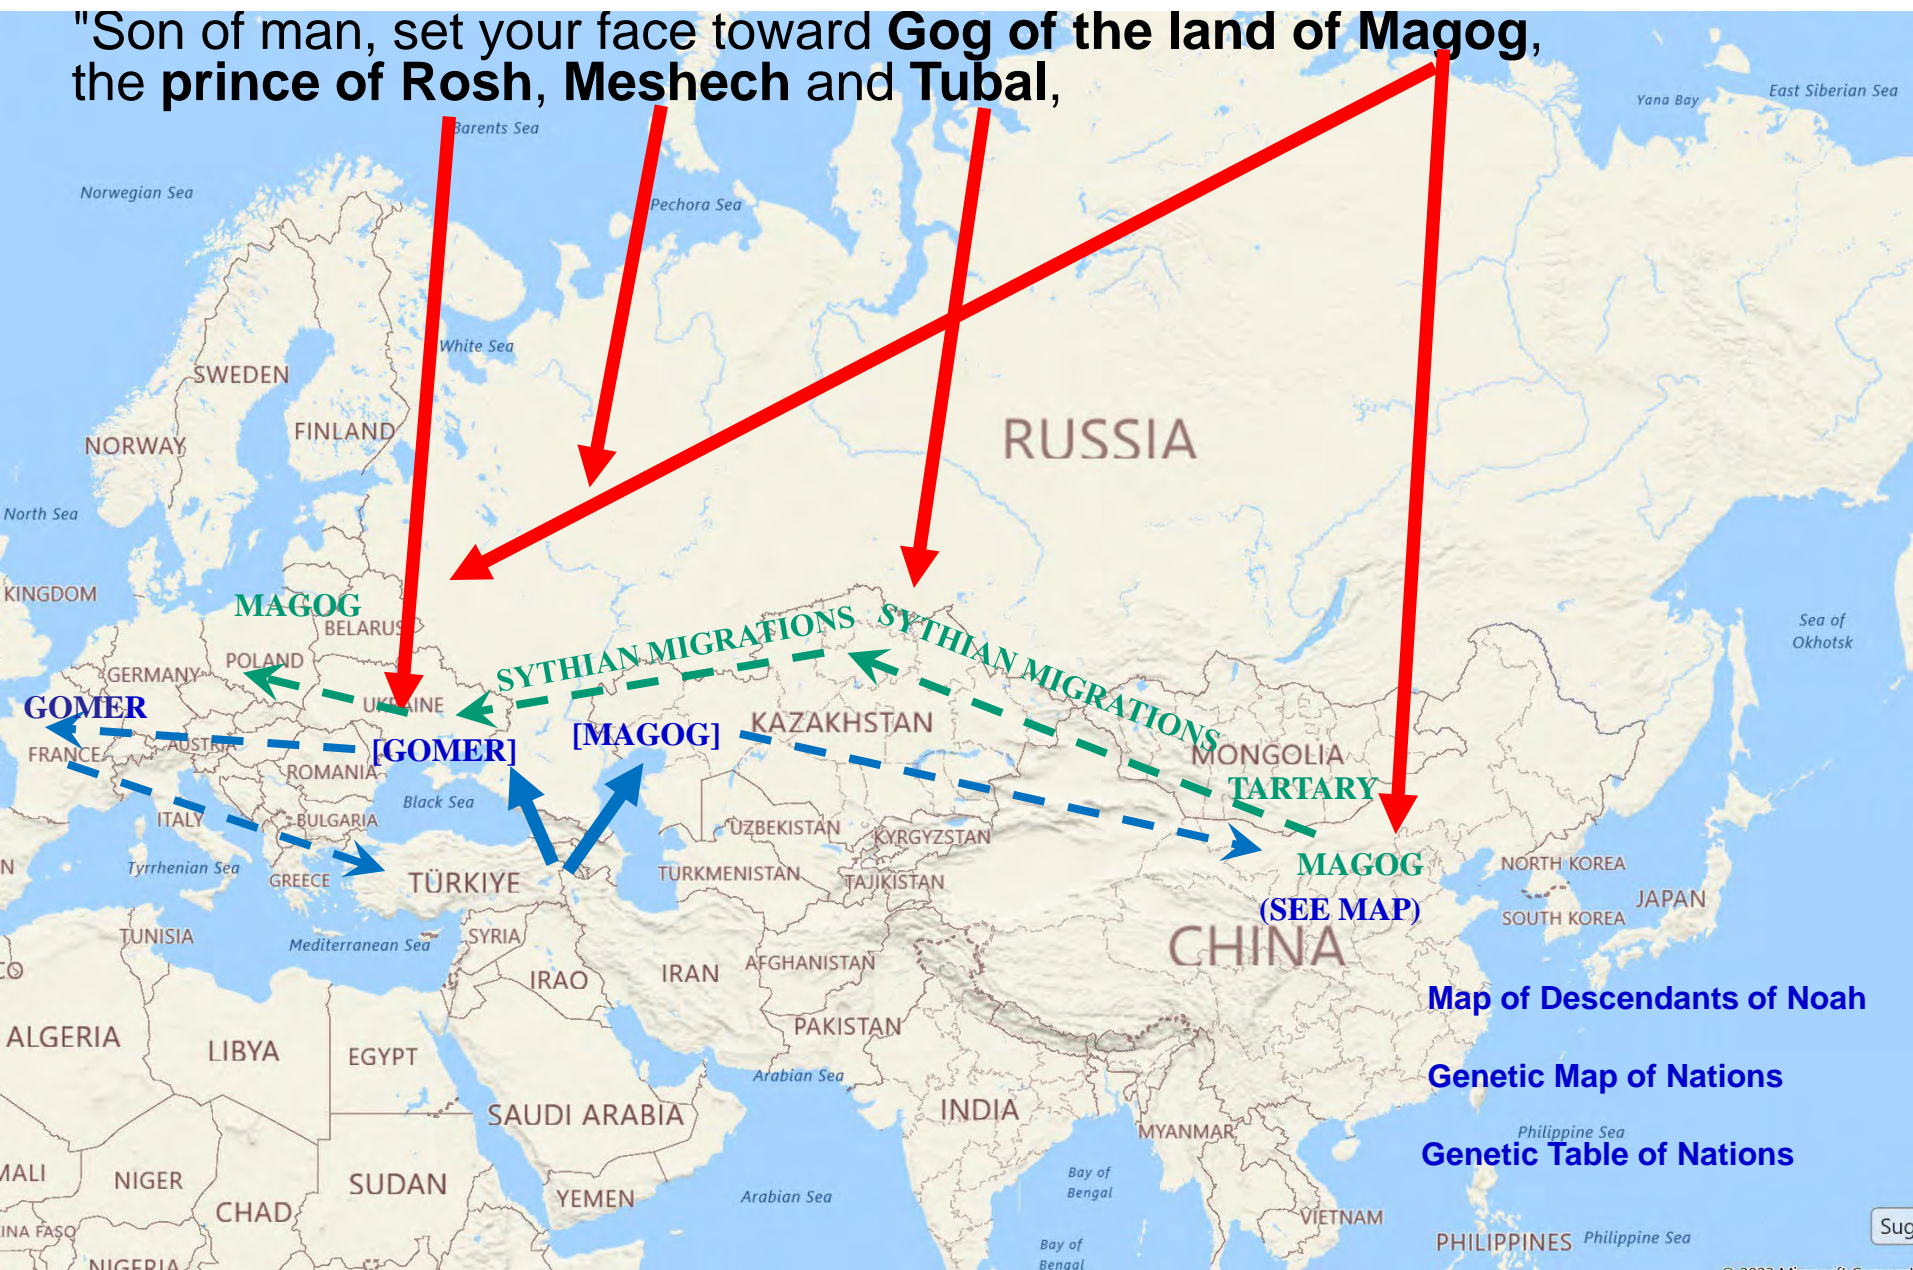 "Son of man, set your face toward Gog of the land of Magog,
the prince of Rosh, Meshech and Tubal,
Barents Sea
Yana Bay
East Siberian Sea
Norwegian Sea
Pechora Sea
White Sea
SWEDEN
FINLAND
NORWAY
RUSSIA
North Sea
KINGDOM
MAGOG
BELARUS
SYTHIAN MIGRATIONS
SYTHIAN MIGRATIONS
Sea of
Okhotsk
GERMANY
POLAND
GOMER
UKRAINE
[GOMER]
[MAGOG]
KAZAKHSTAN
MONGOLIA
FRANCE
AUSTRIA
ROMANIA
TARTARY
Black Sea
ITALY
BULGARIA
UZBEKISTAN
KYRGYZSTAN
MAGOG
NORTH KOREA
N
Tyrrhenian Sea
GREECE
TÜRKIYE
TURKMENISTAN
TAJIKISTAN
(SEE MAP)
SOUTH KOREA
JAPAN
TUNISIA
Mediterranean Sea
SYRIA
CHINA
CO
IRAQ
IRAN
AFGHANISTAN
Map of Descendants of Noah
ALGERIA
LIBYA
EGYPT
PAKISTAN
Arabian Sea
Genetic Map of Nations
SAUDI ARABIA
INDIA
MYANMAR
Philippine Sea
Genetic Table of Nations
MALI
NIGER
SUDAN
YEMEN
Arabian Sea
Bay of
Bengal
CHAD
VIETNAM
INA FASO
PHILIPPINES
Philippine Sea
Sug
NIGERIA
Bay of
Bengal